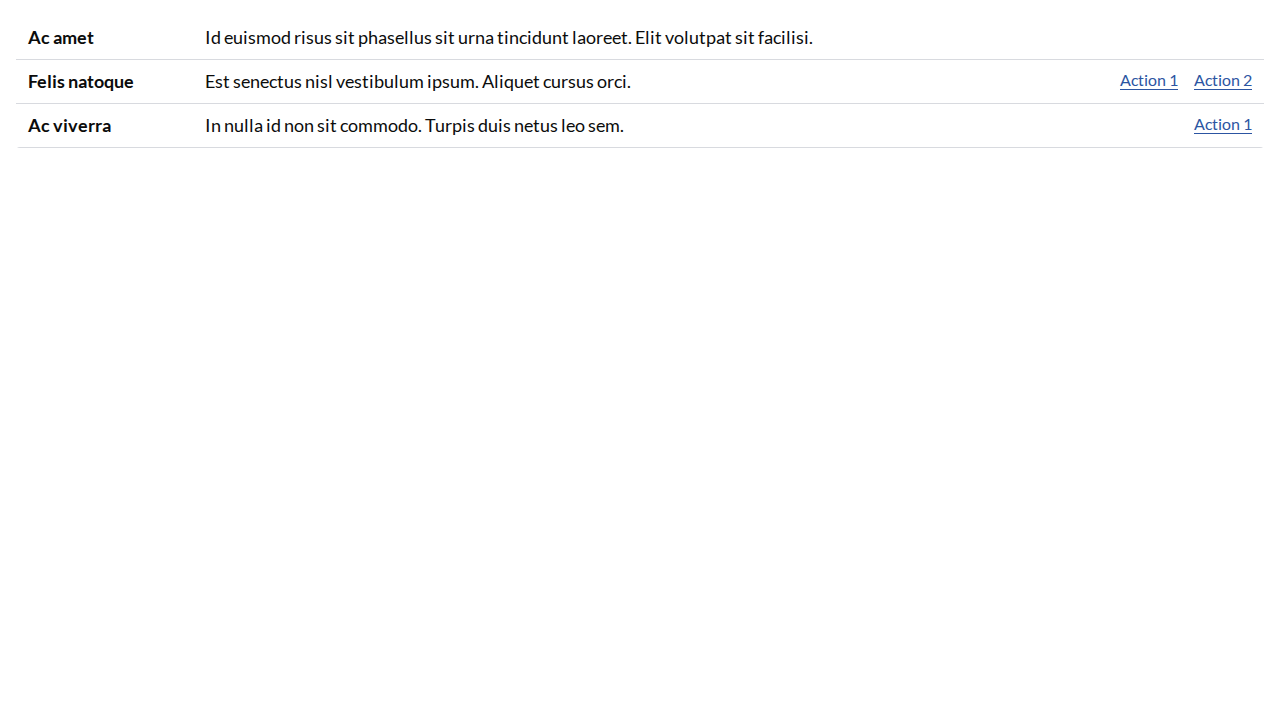 Ac amet Id euismod risus sit phasellus sit urna tincidunt laoreet. Elit volutpat sit facilisi.
Felis natoque Est senectus nisl vestibulum ipsum. Aliquet cursus orci. Action 1 Action 2
Ac viverra In nulla id non sit commodo. Turpis duis netus leo sem. Action 1